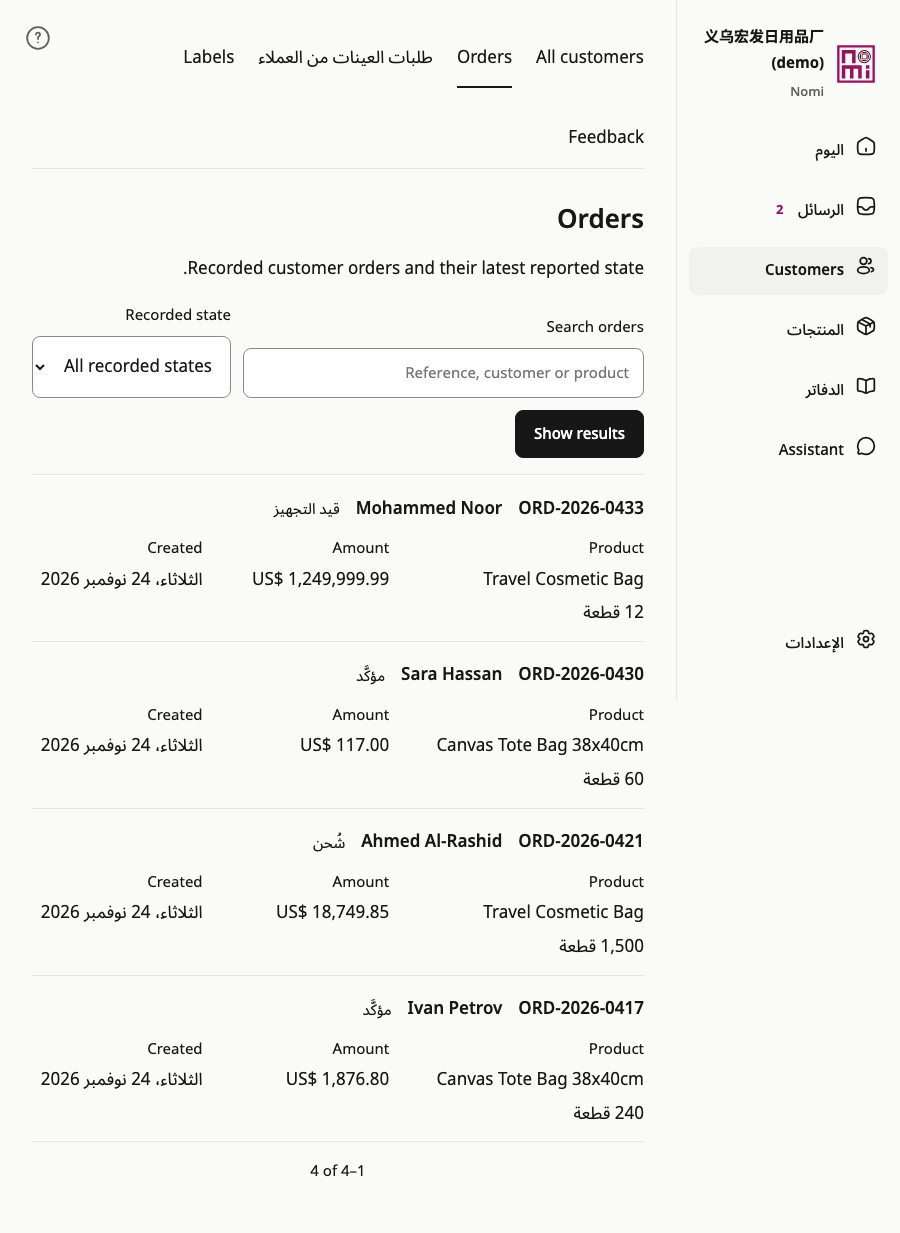 义乌宏发日用品厂
(demo)
Nomi
اليوم
الرسائل 2
Customers
المنتجات
الدفاتر
Assistant
الإعدادات
All customers
Orders
طلبات العينات من العملاء
Labels
Feedback
Orders
Recorded customer orders and their latest reported state.
Search orders
Reference, customer or product
Recorded state
All recorded states
Show results
ORD-2026-0433 Mohammed Noor قيد التجهيز
Product Amount Created
Travel Cosmetic Bag US$ 1,249,999.99 الثلاثاء، 24 نوفمبر 2026
12 قطعة
ORD-2026-0430 Sara Hassan مؤكَّد
Product Amount Created
Canvas Tote Bag 38x40cm US$ 117.00 الثلاثاء، 24 نوفمبر 2026
60 قطعة
ORD-2026-0421 Ahmed Al-Rashid شُحن
Product Amount Created
Travel Cosmetic Bag US$ 18,749.85 الثلاثاء، 24 نوفمبر 2026
1,500 قطعة
ORD-2026-0417 Ivan Petrov مؤكَّد
Product Amount Created
Canvas Tote Bag 38x40cm US$ 1,876.80 الثلاثاء، 24 نوفمبر 2026
240 قطعة
4 of 4–1